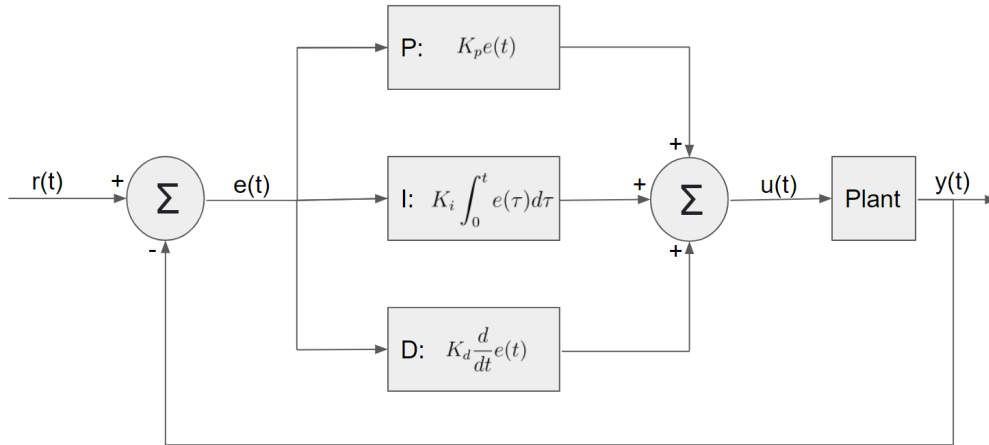 P: K_p e(t)
+
r(t) + Σ e(t) I: K_i ∫_0^t e(τ)dτ + Σ u(t) Plant y(t)
- +
D: K_d d/dt e(t)